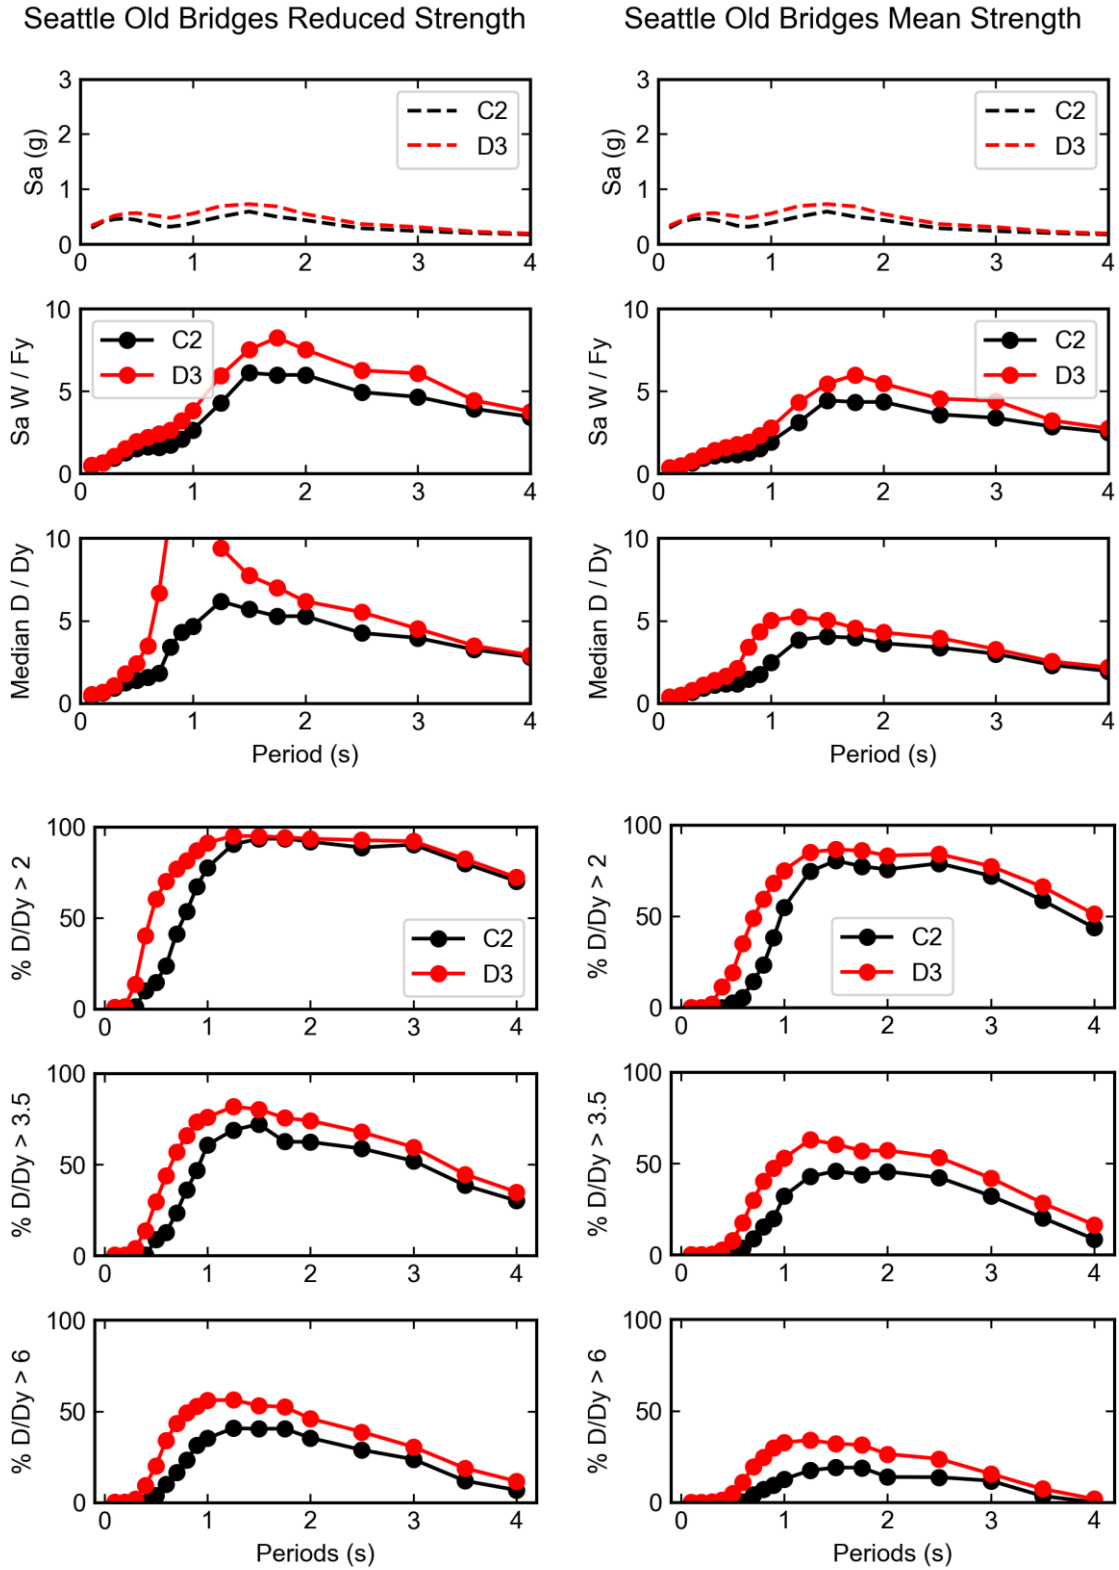 Seattle Old Bridges Reduced Strength
Seattle Old Bridges Mean Strength
Sa (g)
3
2
1
0
C2
D3
0 1 2 3 4
Sa (g)
3
2
1
0
C2
D3
0 1 2 3 4
Sa W / Fy
10
5
0
C2
D3
0 1 2 3 4
Sa W / Fy
10
5
0
C2
D3
0 1 2 3 4
Median D / Dy
10
5
0
0 1 2 3 4
Period (s)
Median D / Dy
10
5
0
0 1 2 3 4
Period (s)
% D/Dy > 2
100
50
0
C2
D3
0 1 2 3 4
% D/Dy > 2
100
50
0
C2
D3
0 1 2 3 4
% D/Dy > 3.5
100
50
0
0 1 2 3 4
% D/Dy > 3.5
100
50
0
0 1 2 3 4
% D/Dy > 6
100
50
0
0 1 2 3 4
Periods (s)
% D/Dy > 6
100
50
0
0 1 2 3 4
Periods (s)